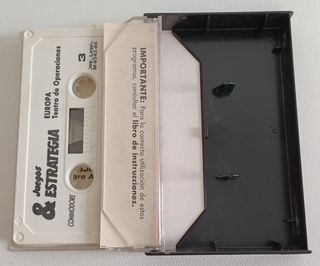 Juegos
& ESTRATEGIA
EUROPA
Teatro de Operaciones
COMMODORE
3
IMPORTANTE: Para la correcta utilización de estos
programas, consultar el libro de instrucciones.